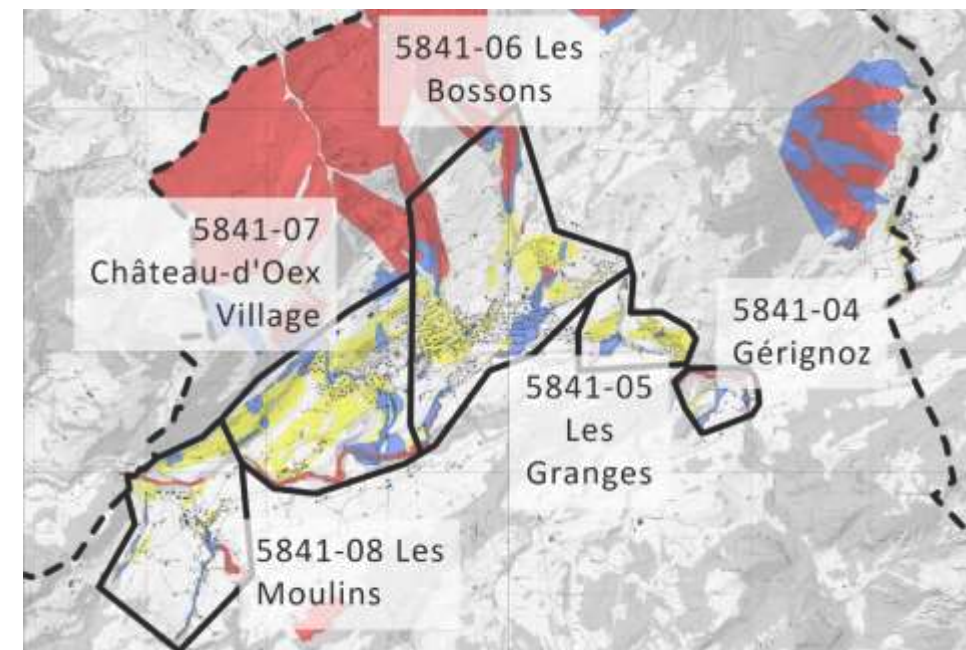 5841-06 Les
Bossons
5841-07
Château-d'Oex
Village
5841-04
Gérignoz
5841-05
Les
Granges
5841-08 Les
Moulins